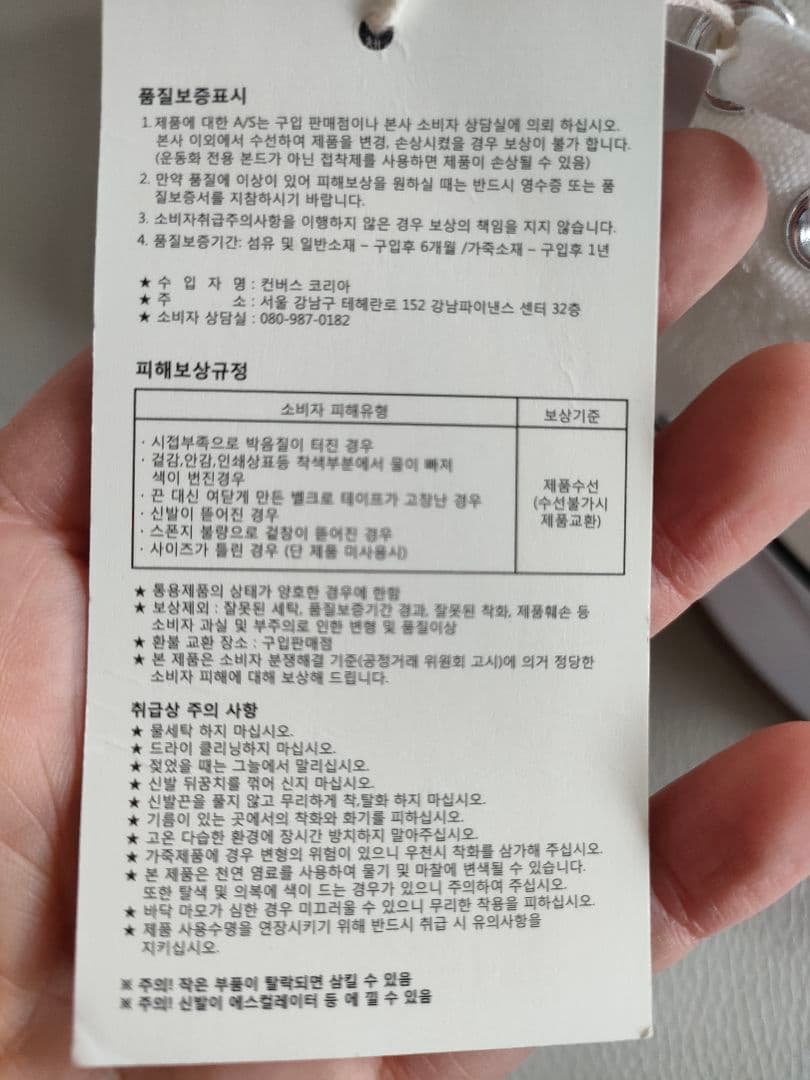 품질보증표시
1. 제품에 대한 A/S는 구입 판매점이나 본사 소비자 상담실에 의뢰 하십시오.
본사 이외에서 수선하여 제품을 변경, 손상시켰을 경우 보상이 불가 합니다.
(운동화 전용 본드가 아닌 접착제를 사용하면 제품이 손상될 수 있음)
2. 만약 품질에 이상이 있어 피해보상을 원하실 때는 반드시 영수증 또는 품
질보증서를 지참하시기 바랍니다.
3. 소비자취급주의사항을 이행하지 않은 경우 보상의 책임을 지지 않습니다.
4. 품질보증기간: 섬유 및 일반소재 – 구입후 6개월 /가죽소재 – 구입후 1년
★ 수 입 자 명 : 컨버스 코리아
★ 주 소 : 서울 강남구 테헤란로 152 강남파이낸스 센터 32층
★ 소비자 상담실 : 080-987-0182
피해보상규정
소비자 피해유형 보상기준
· 시접부족으로 박음질이 터진 경우
· 겉감,안감,인쇄상표등 착색부분에서 물이 빠져
색이 번진경우
· 끈 대신 여닫게 만든 벨크로 테이프가 고장난 경우
· 신발이 뜯어진 경우
· 스폰지 불량으로 겉창이 뜯어진 경우
· 사이즈가 틀린 경우 (단 제품 미사용시)
제품수선
(수선불가시
제품교환)
★ 통용제품의 상태가 양호한 경우에 한함
★ 보상제외 : 잘못된 세탁, 품질보증기간 경과, 잘못된 착화, 제품훼손 등
소비자 과실 및 부주의로 인한 변형 및 품질이상
★ 환불 교환 장소 : 구입판매점
★ 본 제품은 소비자 분쟁해결 기준(공정거래 위원회 고시)에 의거 정당한
소비자 피해에 대해 보상해 드립니다.
취급상 주의 사항
★ 물세탁 하지 마십시오.
★ 드라이 클리닝하지 마십시오.
★ 젖었을 때는 그늘에서 말리십시오.
★ 신발 뒤꿈치를 꺾어 신지 마십시오.
★ 신발끈을 풀지 않고 무리하게 착,탈화 하지 마십시오.
★ 기름이 있는 곳에서의 착화와 화기를 피하십시오.
★ 고온 다습한 환경에 장시간 방치하지 말아주십시오.
★ 가죽제품에 경우 변형의 위험이 있으니 우천시 착화를 삼가해 주십시오.
★ 본 제품은 천연 염료를 사용하여 물기 및 마찰에 변색될 수 있습니다.
또한 탈색 및 의복에 색이 드는 경우가 있으니 주의하여 주십시오.
★ 바닥 마모가 심한 경우 미끄러울 수 있으니 무리한 착용을 피하십시오.
★ 제품 사용수명을 연장시키기 위해 반드시 취급 시 유의사항을
지키십시오.
※ 주의! 작은 부품이 탈락되면 삼킬 수 있음
※ 주의! 신발이 에스컬레이터 등 에 낄 수 있음